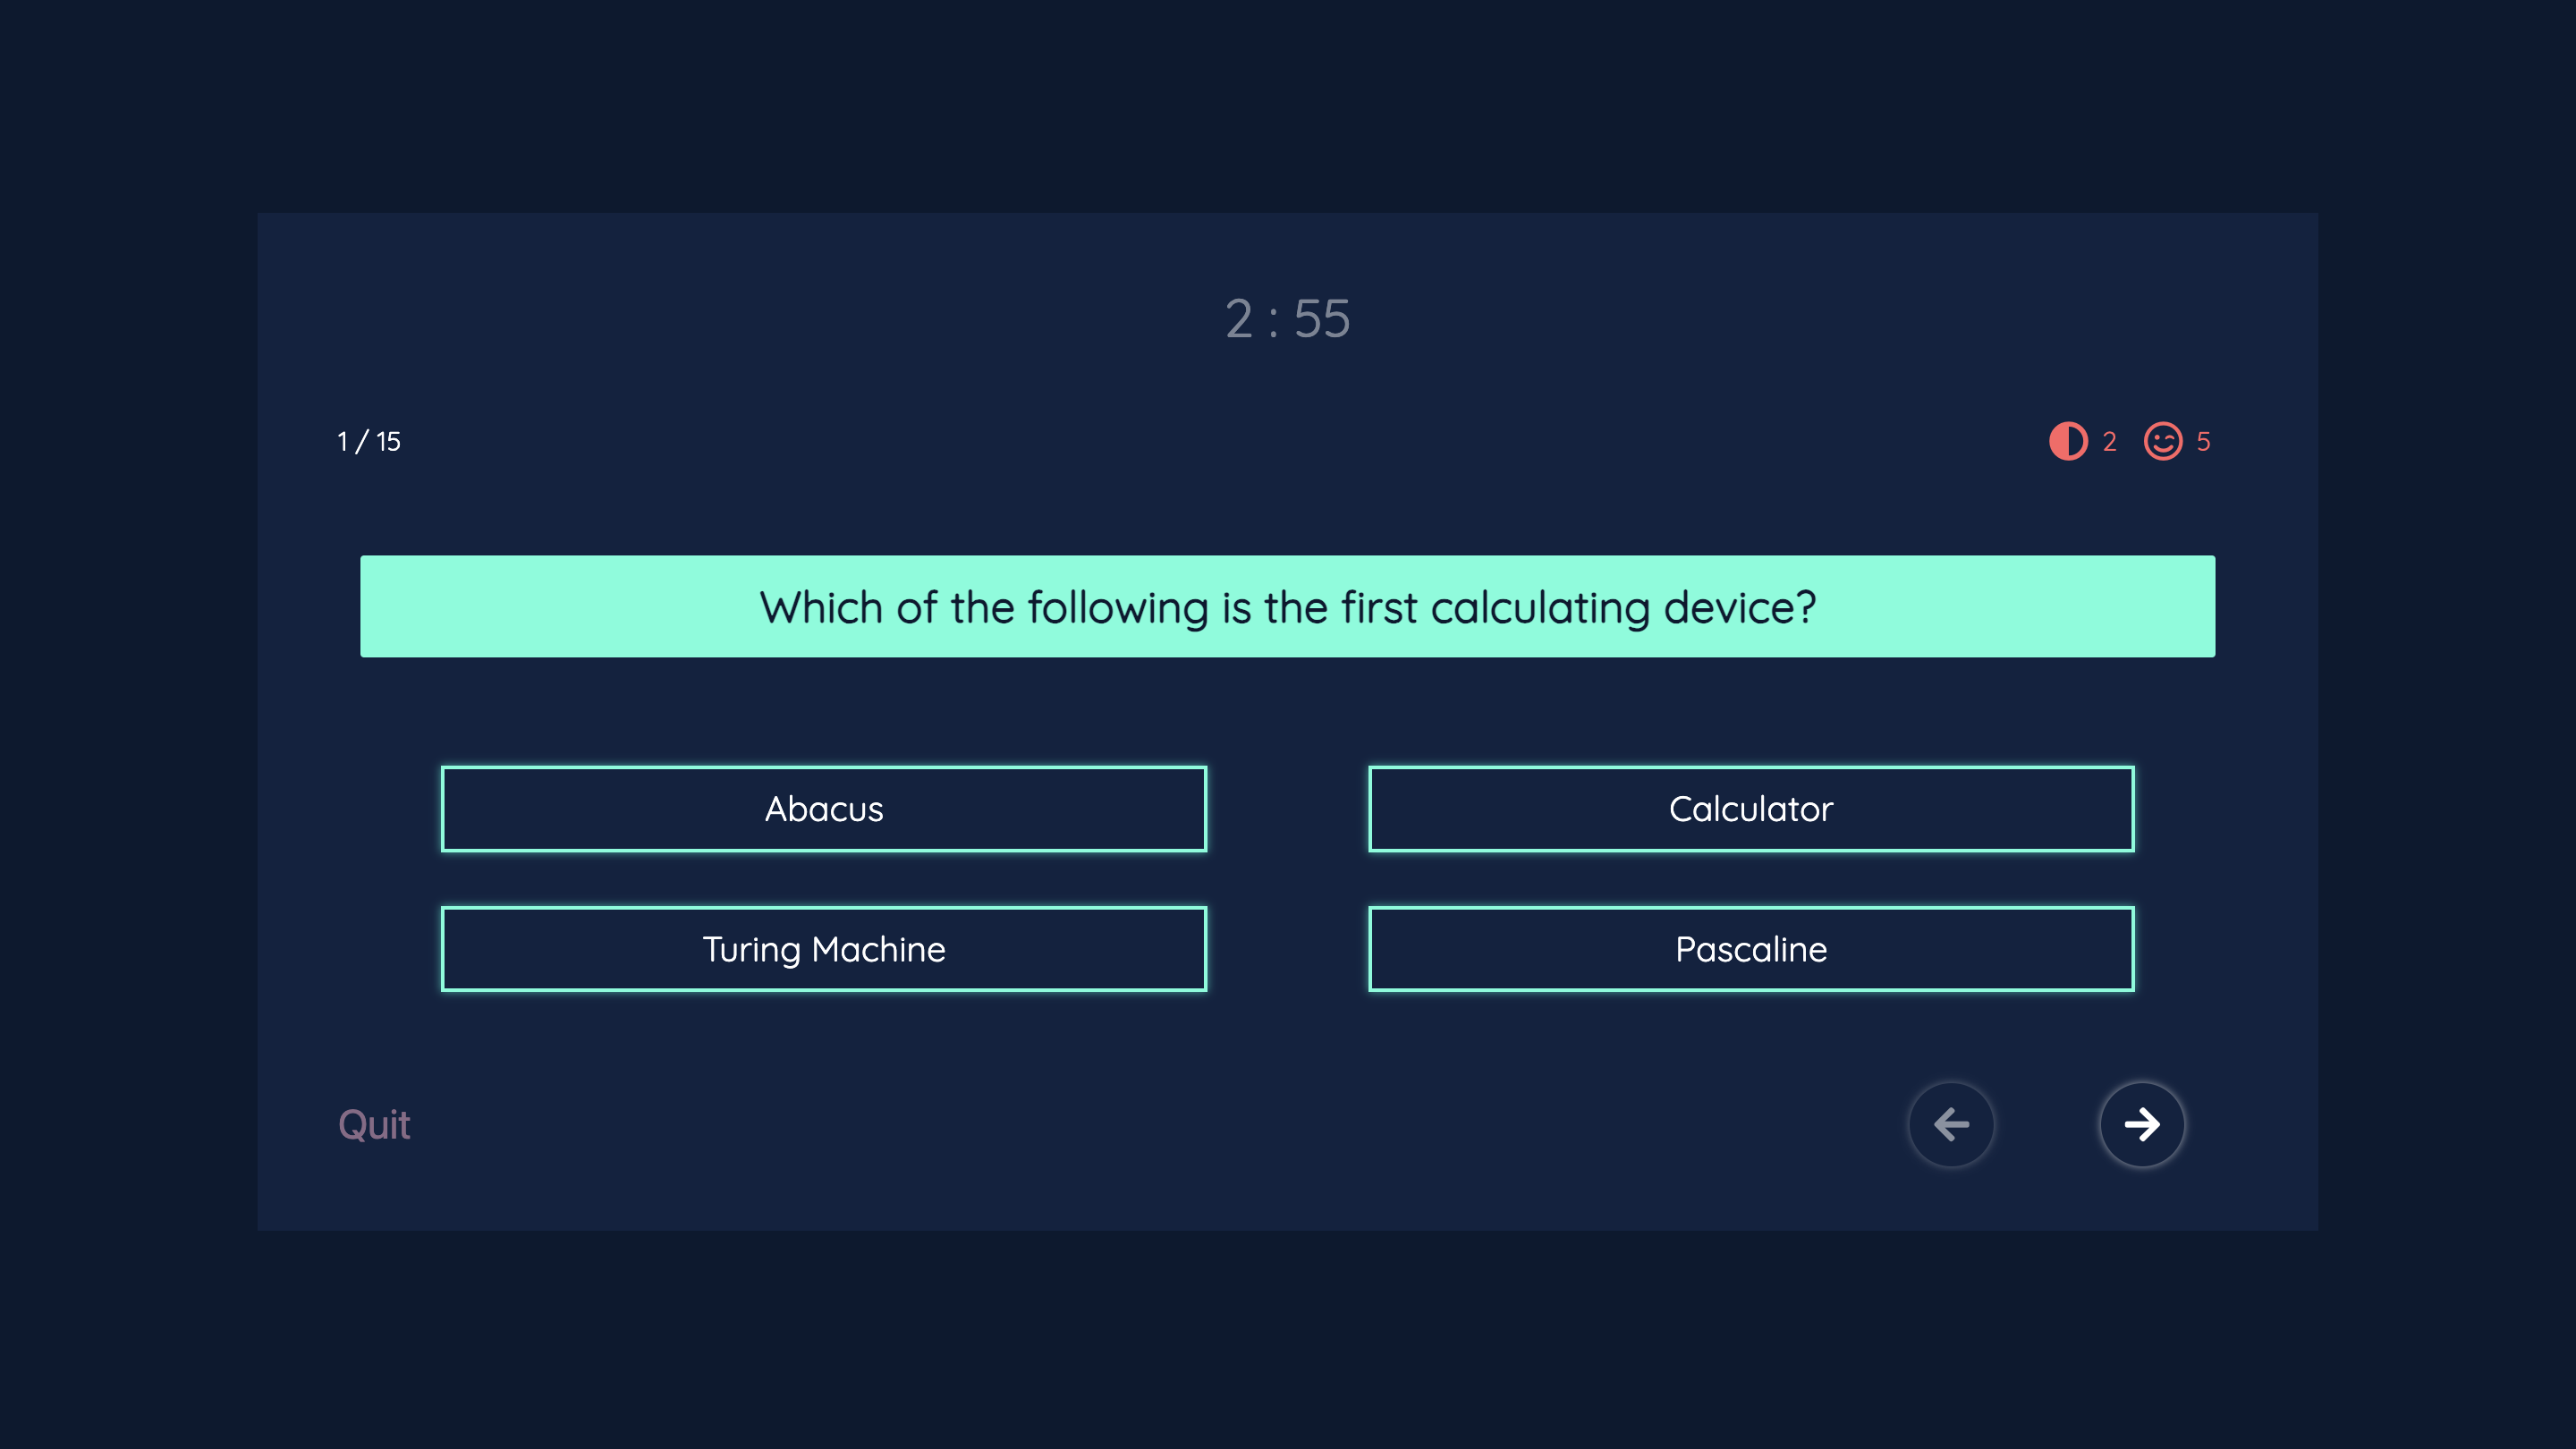 2 : 55
1 / 15
2 5
Which of the following is the first calculating device?
Abacus
Calculator
Turing Machine
Pascaline
Quit